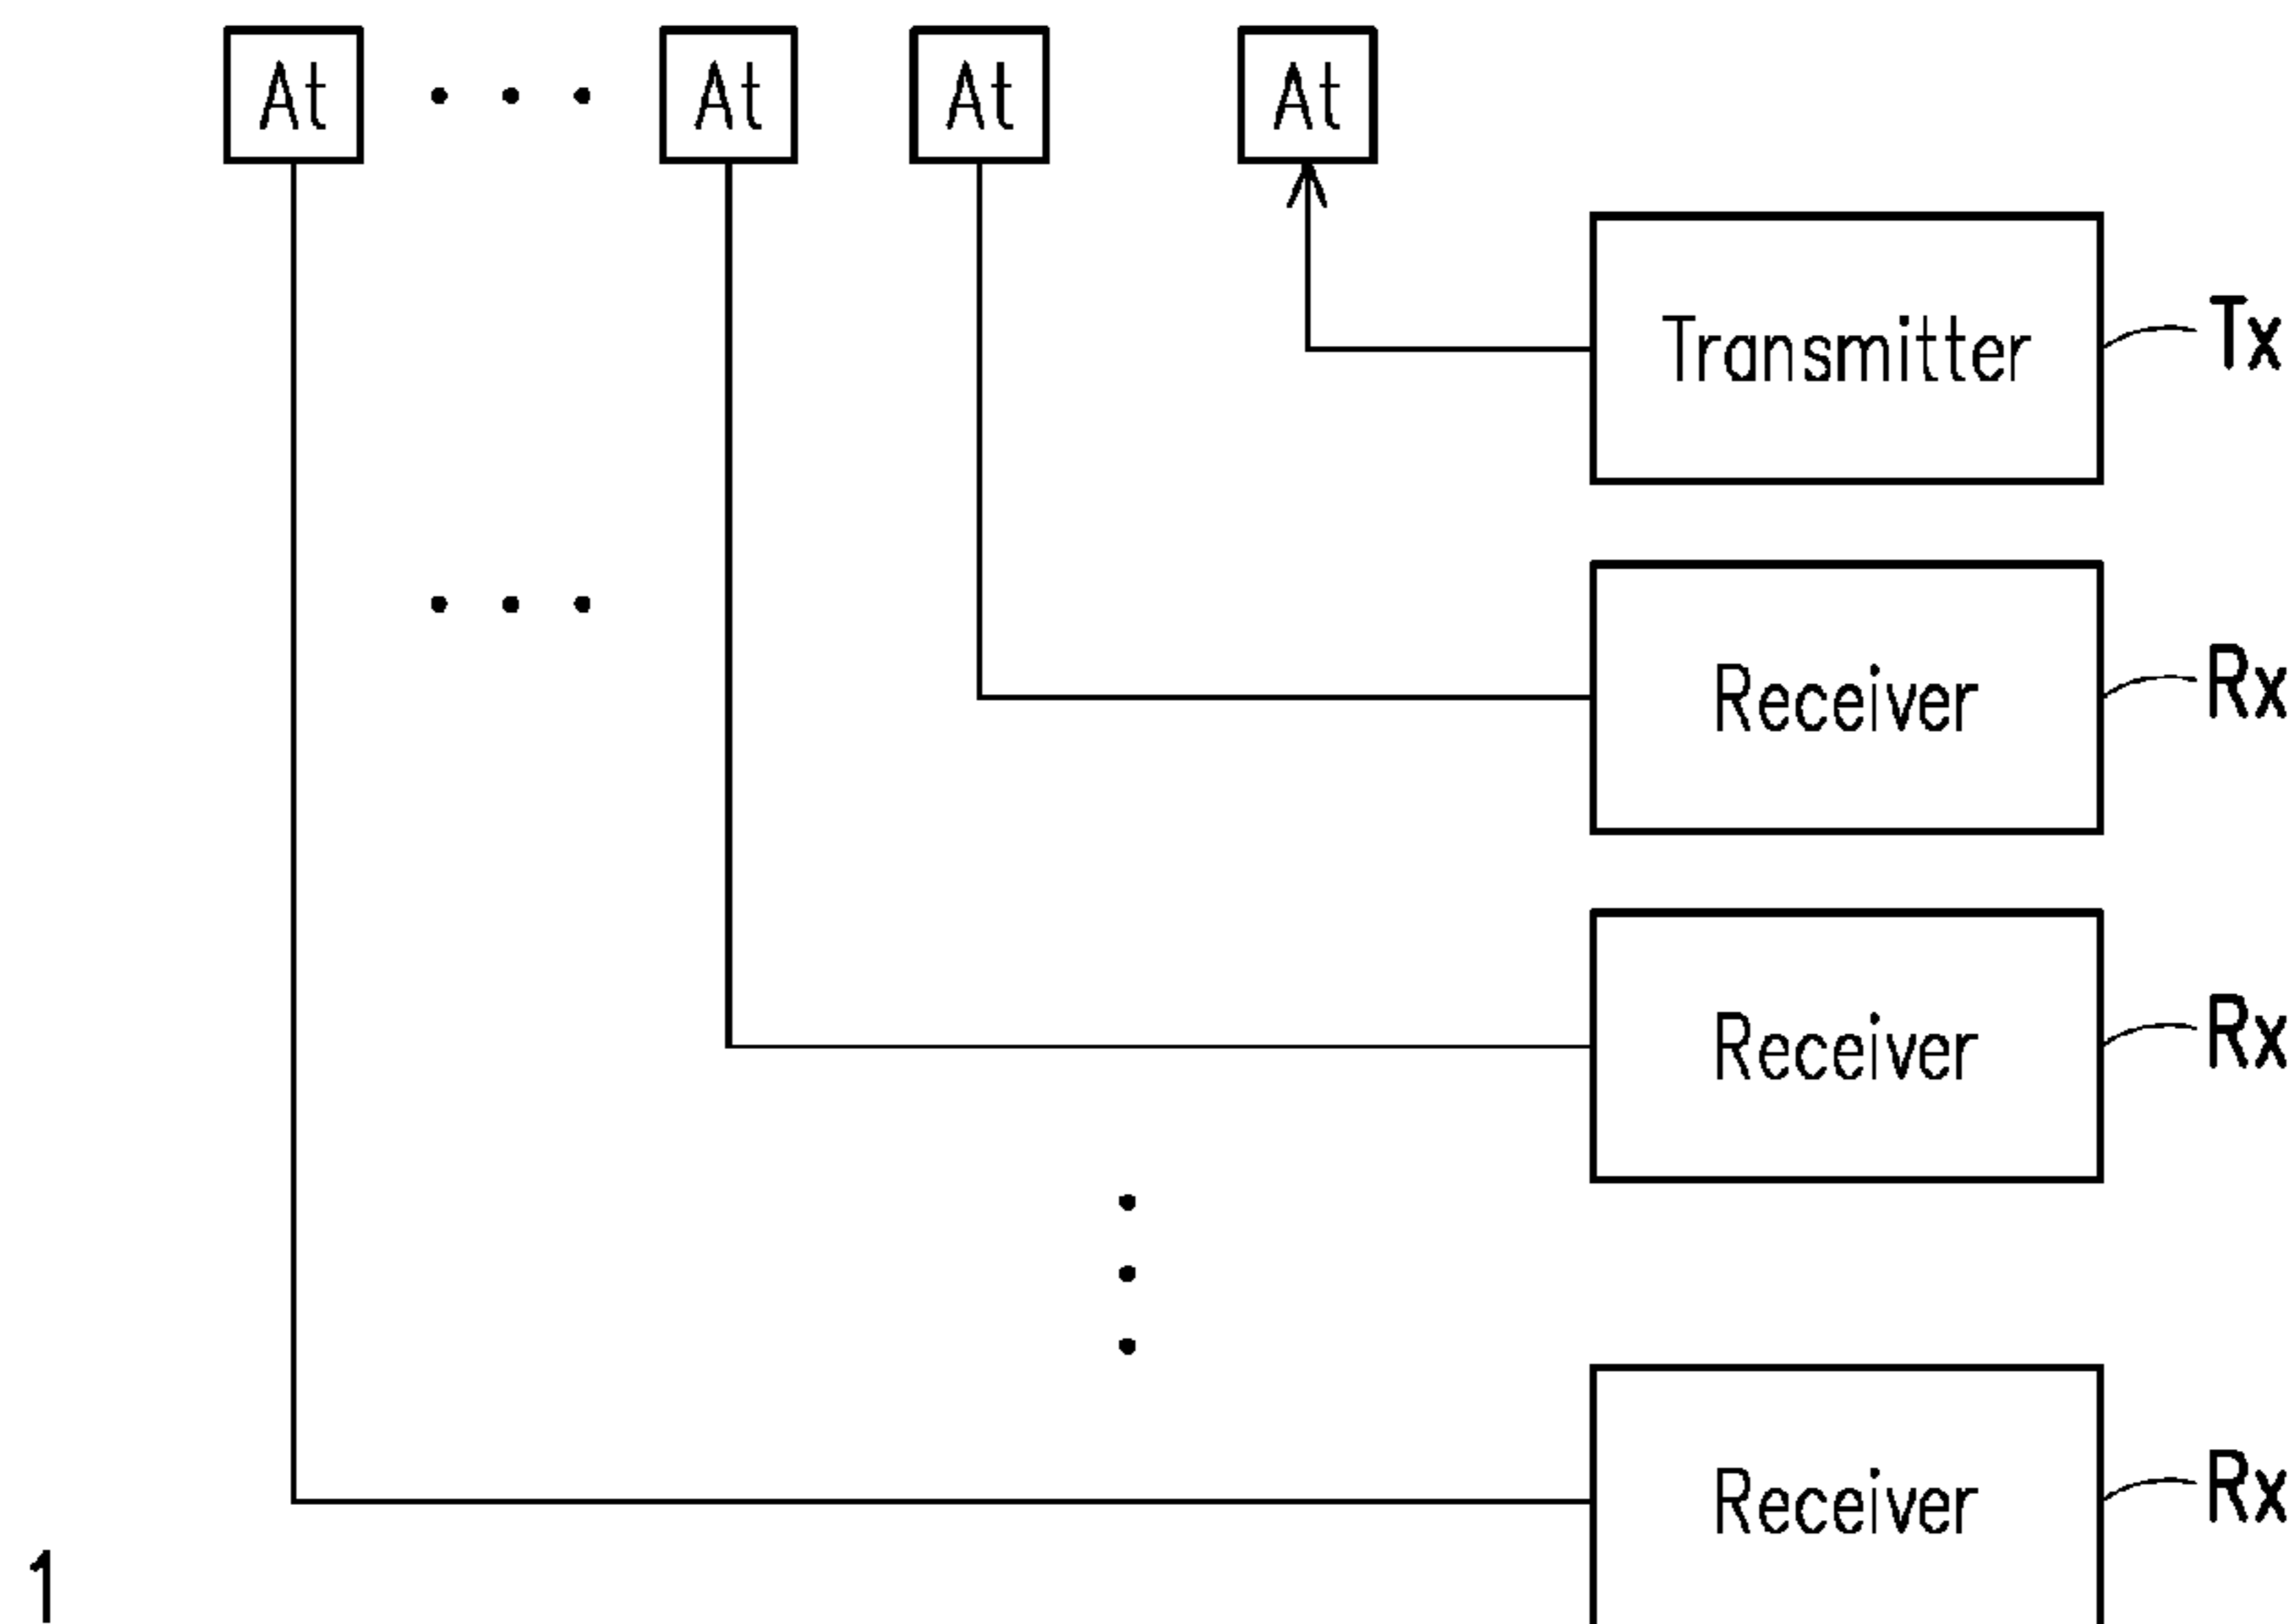 At At At At
Transmitter Tx
Receiver Rx
Receiver Rx
Receiver Rx
1